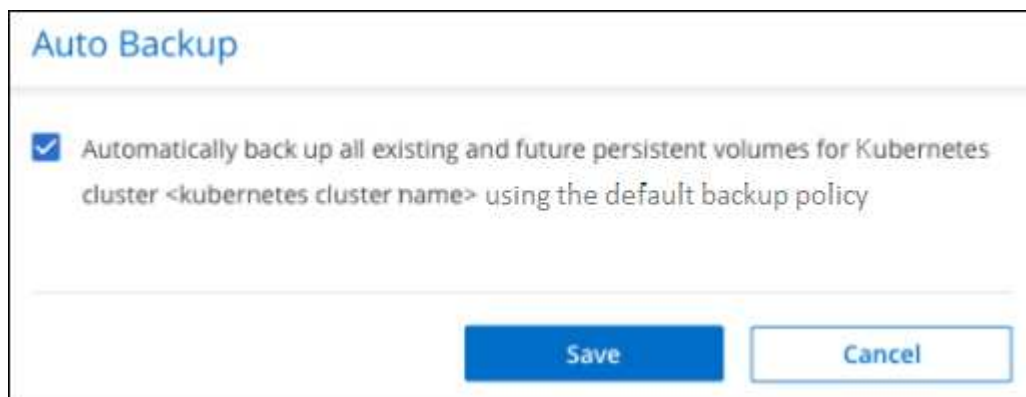 Auto Backup
Automatically back up all existing and future persistent volumes for Kubernetes
cluster <kubernetes cluster name> using the default backup policy
Save
Cancel